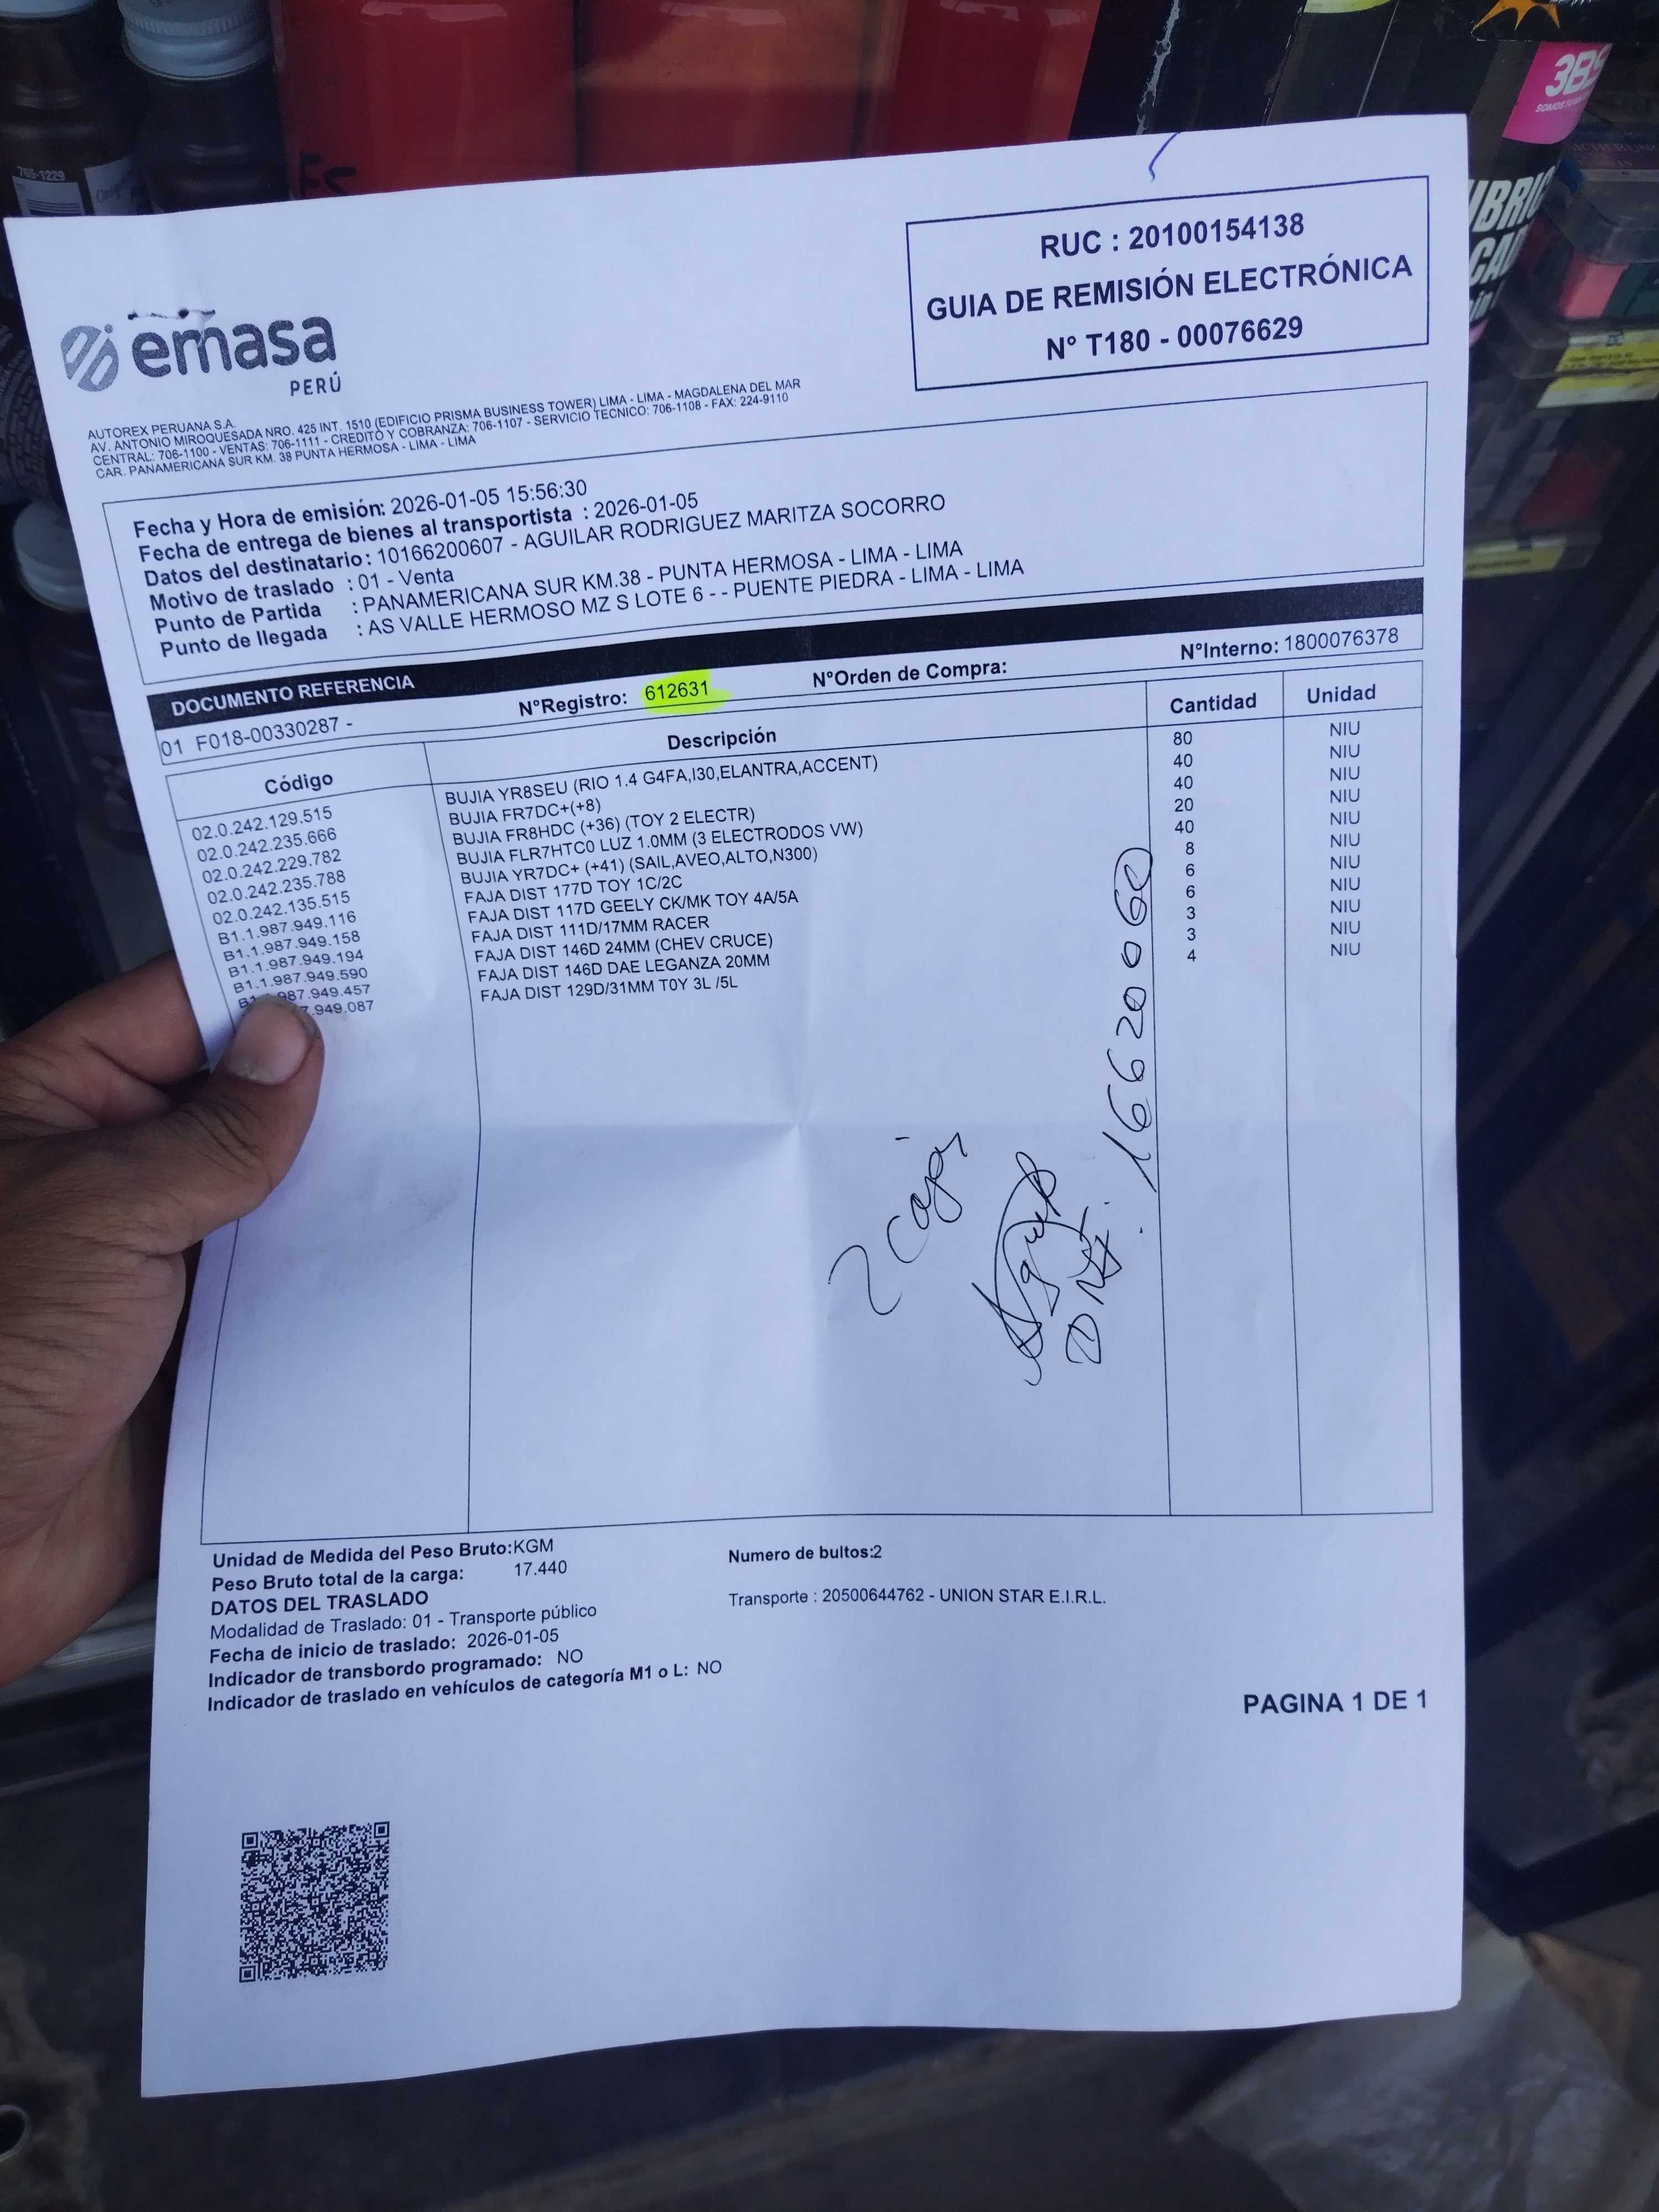 765-1229
ES
3BS
RUC : 20100154138
GUIA DE REMISIÓN ELECTRÓNICA
N° T180 - 00076629
emasa
PERÚ
AUTOREX PERUANA S.A.
AV. ANTONIO MIROQUESADA NRO. 425 INT. 1510 (EDIFICIO PRISMA BUSINESS TOWER) LIMA - LIMA - MAGDALENA DEL MAR
CENTRAL: 706-1100 - VENTAS: 706-1111 - CREDITO Y COBRANZA: 706-1107 - SERVICIO TECNICO: 706-1108 - FAX: 224-9110
CAR. PANAMERICANA SUR KM. 38 PUNTA HERMOSA - LIMA - LIMA
Fecha y Hora de emisión: 2026-01-05 15:56:30
Fecha de entrega de bienes al transportista : 2026-01-05
Datos del destinatario: 10166200607 - AGUILAR RODRIGUEZ MARITZA SOCORRO
Motivo de traslado : 01 - Venta
Punto de Partida : PANAMERICANA SUR KM.38 - PUNTA HERMOSA - LIMA - LIMA
Punto de llegada : AS VALLE HERMOSO MZ S LOTE 6 - - PUENTE PIEDRA - LIMA - LIMA
DOCUMENTO REFERENCIA
01 F018-00330287 - N°Registro: 612631 N°Orden de Compra: N°Interno: 1800076378
Código Descripción Cantidad Unidad
02.0.242.129.515 BUJIA YR8SEU (RIO 1.4 G4FA,I30,ELANTRA,ACCENT) 80 NIU
02.0.242.235.666 BUJIA FR7DC+(+8) 40 NIU
02.0.242.229.782 BUJIA FR8HDC (+36) (TOY 2 ELECTR) 40 NIU
02.0.242.235.788 BUJIA FLR7HTC0 LUZ 1.0MM (3 ELECTRODOS VW) 20 NIU
02.0.242.135.515 BUJIA YR7DC+ (+41) (SAIL,AVEO,ALTO,N300) 40 NIU
B1.1.987.949.116 FAJA DIST 177D TOY 1C/2C 8 NIU
B1.1.987.949.158 FAJA DIST 117D GEELY CK/MK TOY 4A/5A 6 NIU
B1.1.987.949.194 FAJA DIST 111D/17MM RACER 6 NIU
B1.1.987.949.590 FAJA DIST 146D 24MM (CHEV CRUCE) 3 NIU
987.949.457 FAJA DIST 146D DAE LEGANZA 20MM 3 NIU
7.949.087 FAJA DIST 129D/31MM T0Y 3L /5L 4 NIU
2 cajas
DNI: 16620060
Unidad de Medida del Peso Bruto:KGM
Peso Bruto total de la carga: 17.440
Numero de bultos:2
DATOS DEL TRASLADO
Modalidad de Traslado: 01 - Transporte público
Transporte : 20500644762 - UNION STAR E.I.R.L.
Fecha de inicio de traslado: 2026-01-05
Indicador de transbordo programado: NO
Indicador de traslado en vehículos de categoría M1 o L: NO
PAGINA 1 DE 1